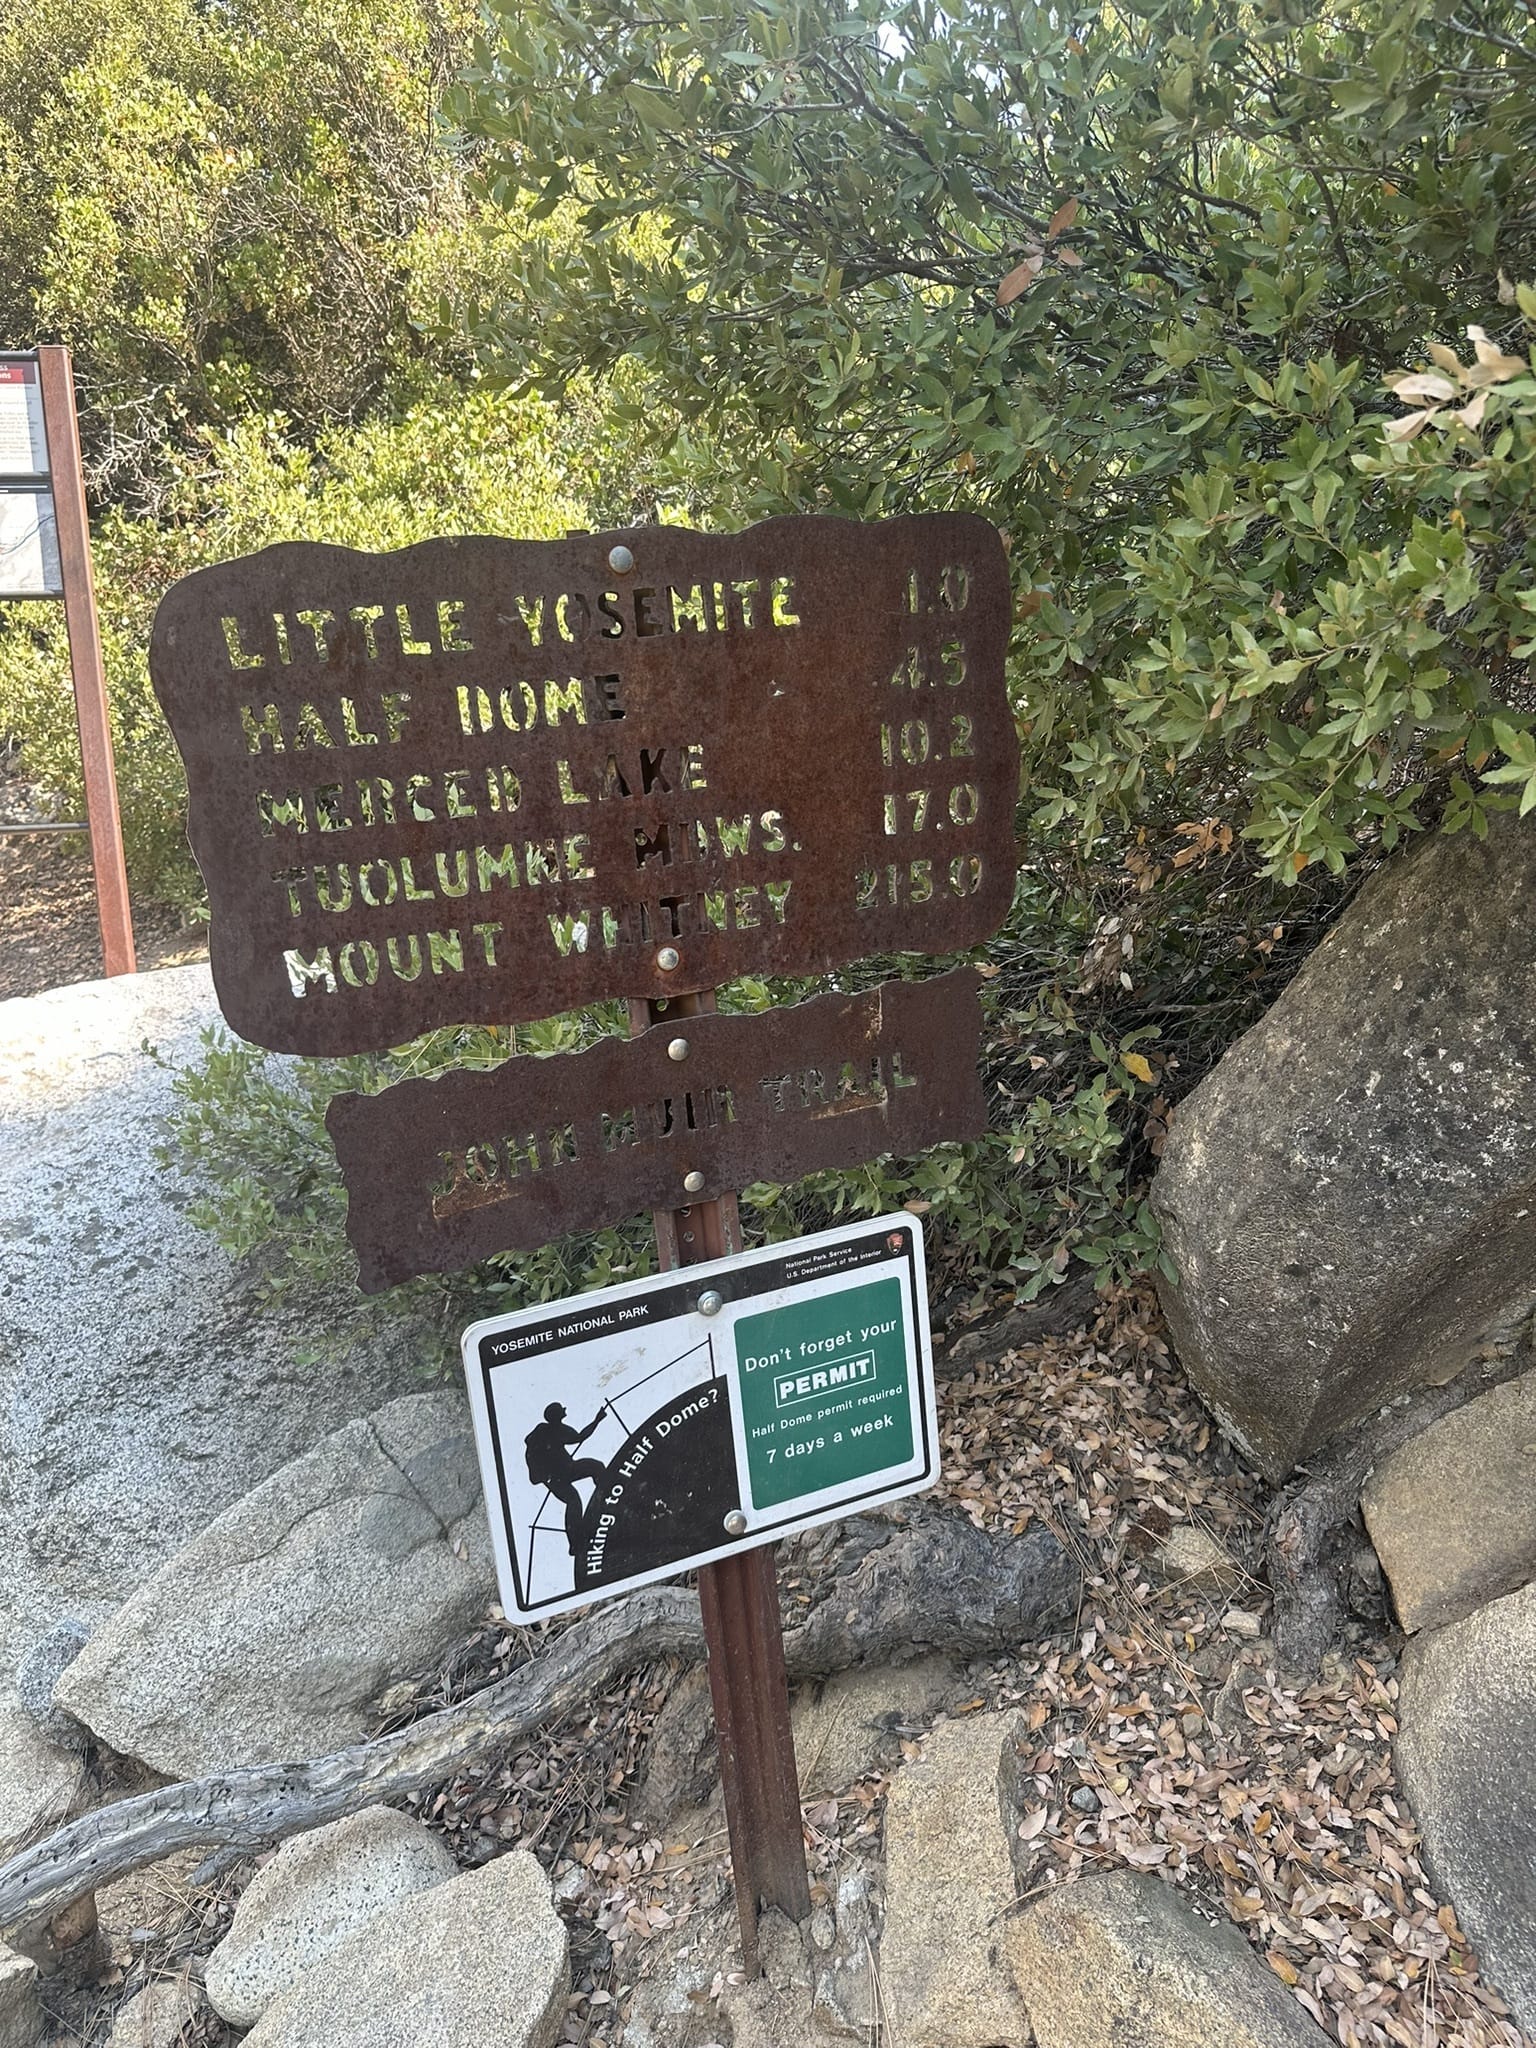 LITTLE YOSEMITE 1.0
HALF DOME 4.5
MERCED LAKE 10.2
TUOLUMNE MDWS. 17.0
MOUNT WHITNEY 215.0
JOHN MUIR TRAIL
National Park Service
U.S. Department of the Interior
YOSEMITE NATIONAL PARK
Hiking to Half Dome?
Don't forget your
PERMIT
Half Dome permit required
7 days a week